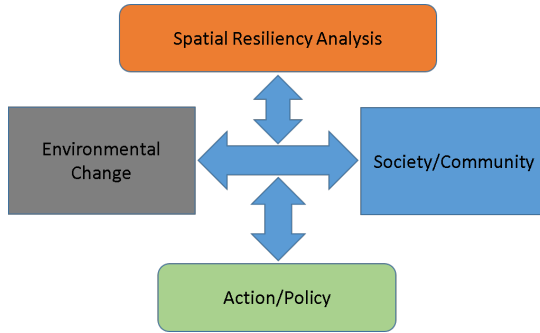 Spatial Resiliency Analysis
Environmental
Change
Society/Community
Action/Policy